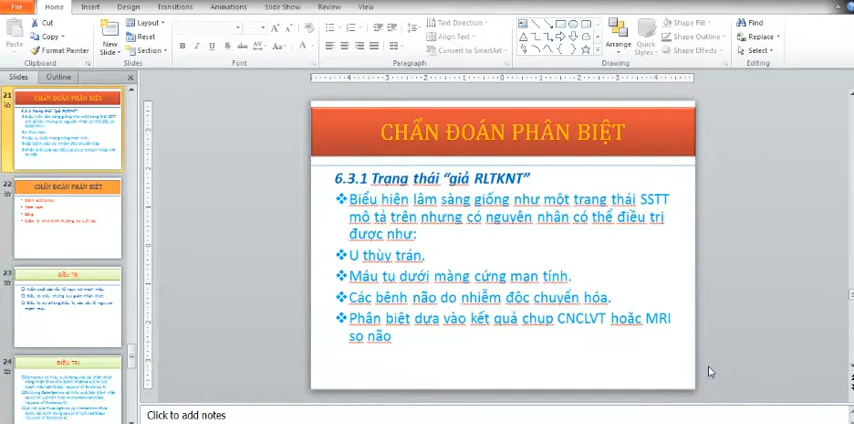 File Home Insert Design Transitions Animations Slide Show Review View
Paste
Cut
Copy
Format Painter
Clipboard
New
Slide
Layout
Reset
Section
Slides
Font
Text Direction
Align Text
Convert to SmartArt
Paragraph
Arrange
Quick
Styles
Shape Fill
Shape Outline
Shape Effects
Drawing
Find
Replace
Select
Editing
Slides Outline
21
CHẨN ĐOÁN PHÂN BIỆT
22
CHẨN ĐOÁN PHÂN BIỆT
23
ĐIỀU TRỊ
24
ĐIỀU TRỊ
CHẨN ĐOÁN PHÂN BIỆT
6.3.1 Trạng thái “giả RLTKNT”
❖Biểu hiện lâm sàng giống như một trạng thái SSTT
mô tả trên nhưng có nguyên nhân có thể điều trị
được như:
❖U thùy trán.
❖Máu tụ dưới màng cứng mạn tính.
❖Các bệnh não do nhiễm độc chuyển hóa.
❖Phân biệt dựa vào kết quả chụp CNCLVT hoặc MRI
sọ não
Click to add notes